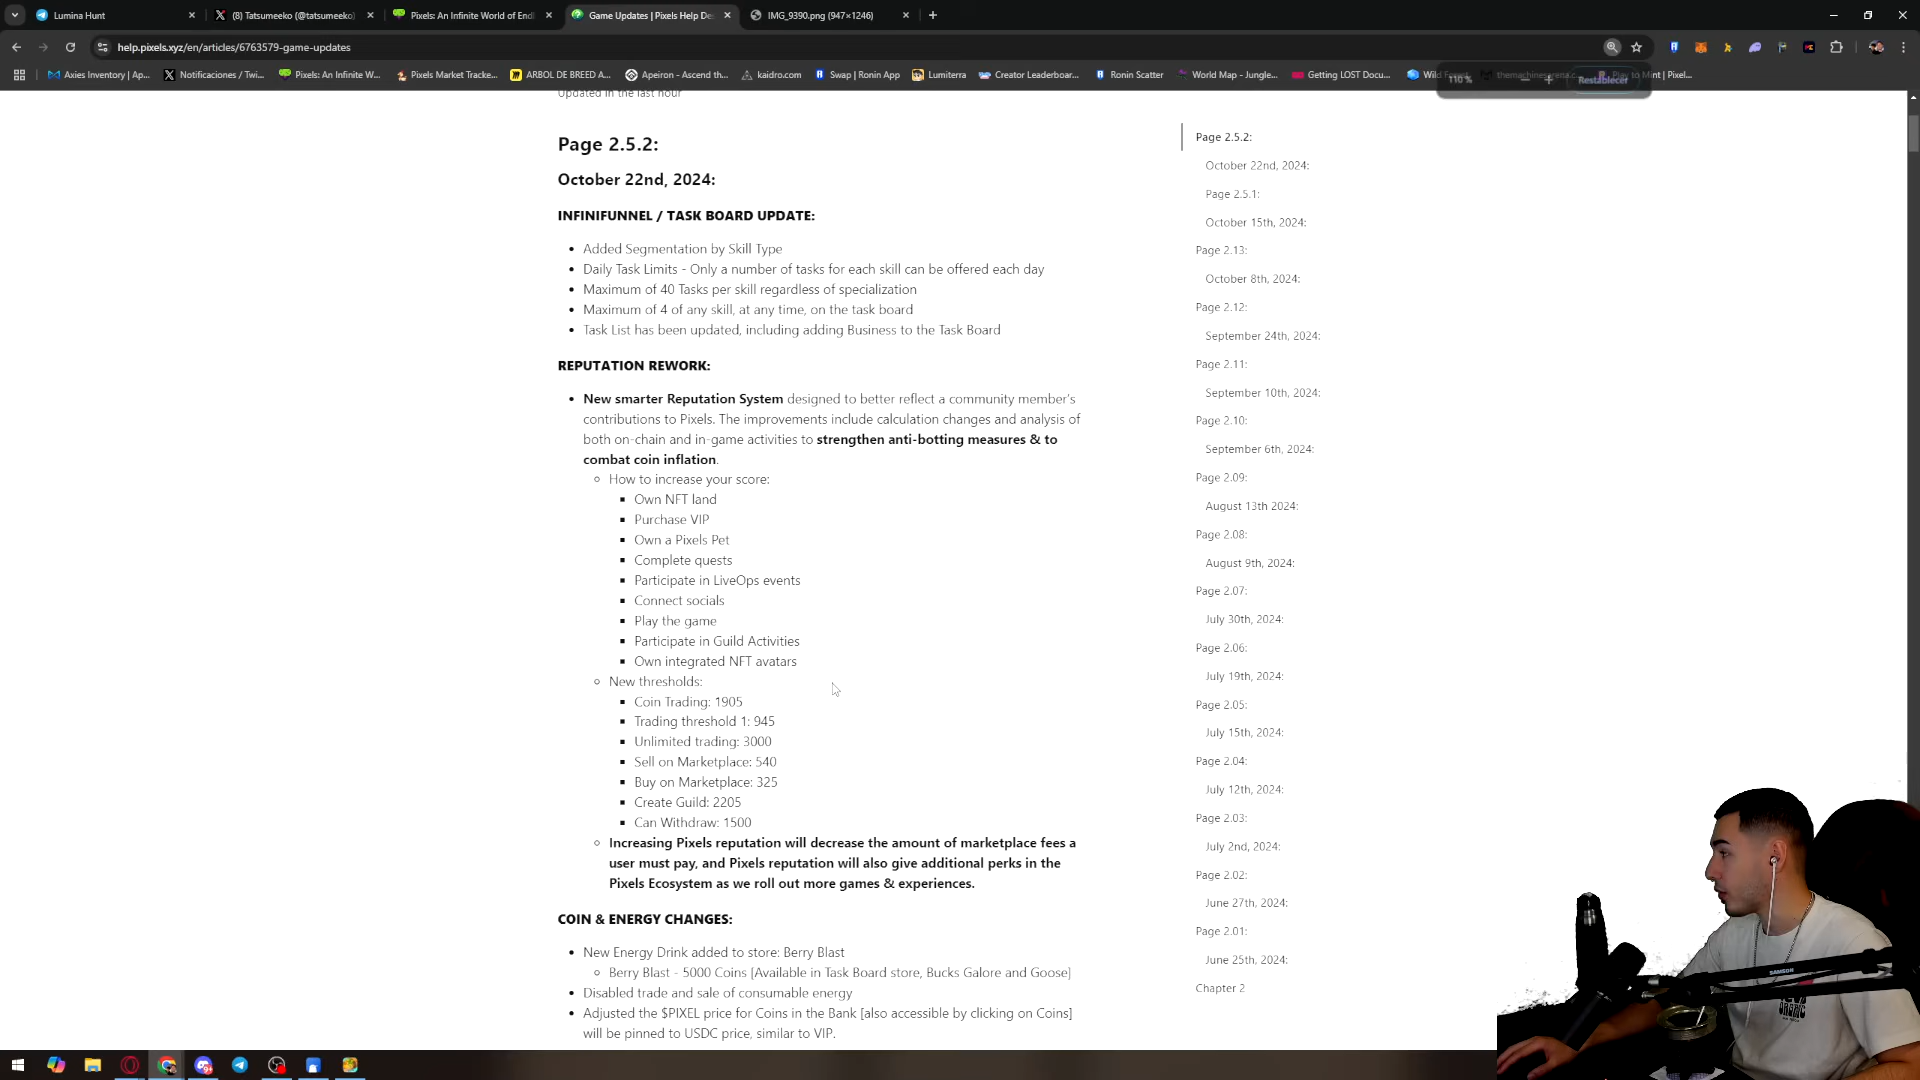 Lumina Hunt
(8) Tatsumeeko (@tatsumeeko)
Pixels: An Infinite World of Endl
Game Updates | Pixels Help De
IMG_9390.png (947×1246)
help.pixels.xyz/en/articles/6763579-game-updates
Axies Inventory | Ap...
Notificaciones / Twi...
Pixels: An Infinite W...
Pixels Market Tracke...
ARBOL DE BREED A...
Apeiron - Ascend th...
kaidro.com
Swap | Ronin App
Lumiterra
Creator Leaderboar...
Ronin Scatter
World Map - Jungle...
Getting LOST Docu...
110 %
Restablecer
Updated in the last hour
Page 2.5.2:
October 22nd, 2024:
INFINIFUNNEL / TASK BOARD UPDATE:
Added Segmentation by Skill Type
Daily Task Limits - Only a number of tasks for each skill can be offered each day
Maximum of 40 Tasks per skill regardless of specialization
Maximum of 4 of any skill, at any time, on the task board
Task List has been updated, including adding Business to the Task Board
REPUTATION REWORK:
New smarter Reputation System designed to better reflect a community member's
contributions to Pixels. The improvements include calculation changes and analysis of
both on-chain and in-game activities to strengthen anti-botting measures & to
combat coin inflation.
How to increase your score:
Own NFT land
Purchase VIP
Own a Pixels Pet
Complete quests
Participate in LiveOps events
Connect socials
Play the game
Participate in Guild Activities
Own integrated NFT avatars
New thresholds:
Coin Trading: 1905
Trading threshold 1: 945
Unlimited trading: 3000
Sell on Marketplace: 540
Buy on Marketplace: 325
Create Guild: 2205
Can Withdraw: 1500
Increasing Pixels reputation will decrease the amount of marketplace fees a
user must pay, and Pixels reputation will also give additional perks in the
Pixels Ecosystem as we roll out more games & experiences.
COIN & ENERGY CHANGES:
New Energy Drink added to store: Berry Blast
Berry Blast - 5000 Coins [Available in Task Board store, Bucks Galore and Goose]
Disabled trade and sale of consumable energy
Adjusted the $PIXEL price for Coins in the Bank [also accessible by clicking on Coins]
will be pinned to USDC price, similar to VIP.
Page 2.5.2:
October 22nd, 2024:
Page 2.5.1:
October 15th, 2024:
Page 2.13:
October 8th, 2024:
Page 2.12:
September 24th, 2024:
Page 2.11:
September 10th, 2024:
Page 2.10:
September 6th, 2024:
Page 2.09:
August 13th 2024:
Page 2.08:
August 9th, 2024:
Page 2.07:
July 30th, 2024:
Page 2.06:
July 19th, 2024:
Page 2.05:
July 15th, 2024:
Page 2.04:
July 12th, 2024:
Page 2.03:
July 2nd, 2024:
Page 2.02:
June 27th, 2024:
Page 2.01:
June 25th, 2024:
Chapter 2
SAMSON